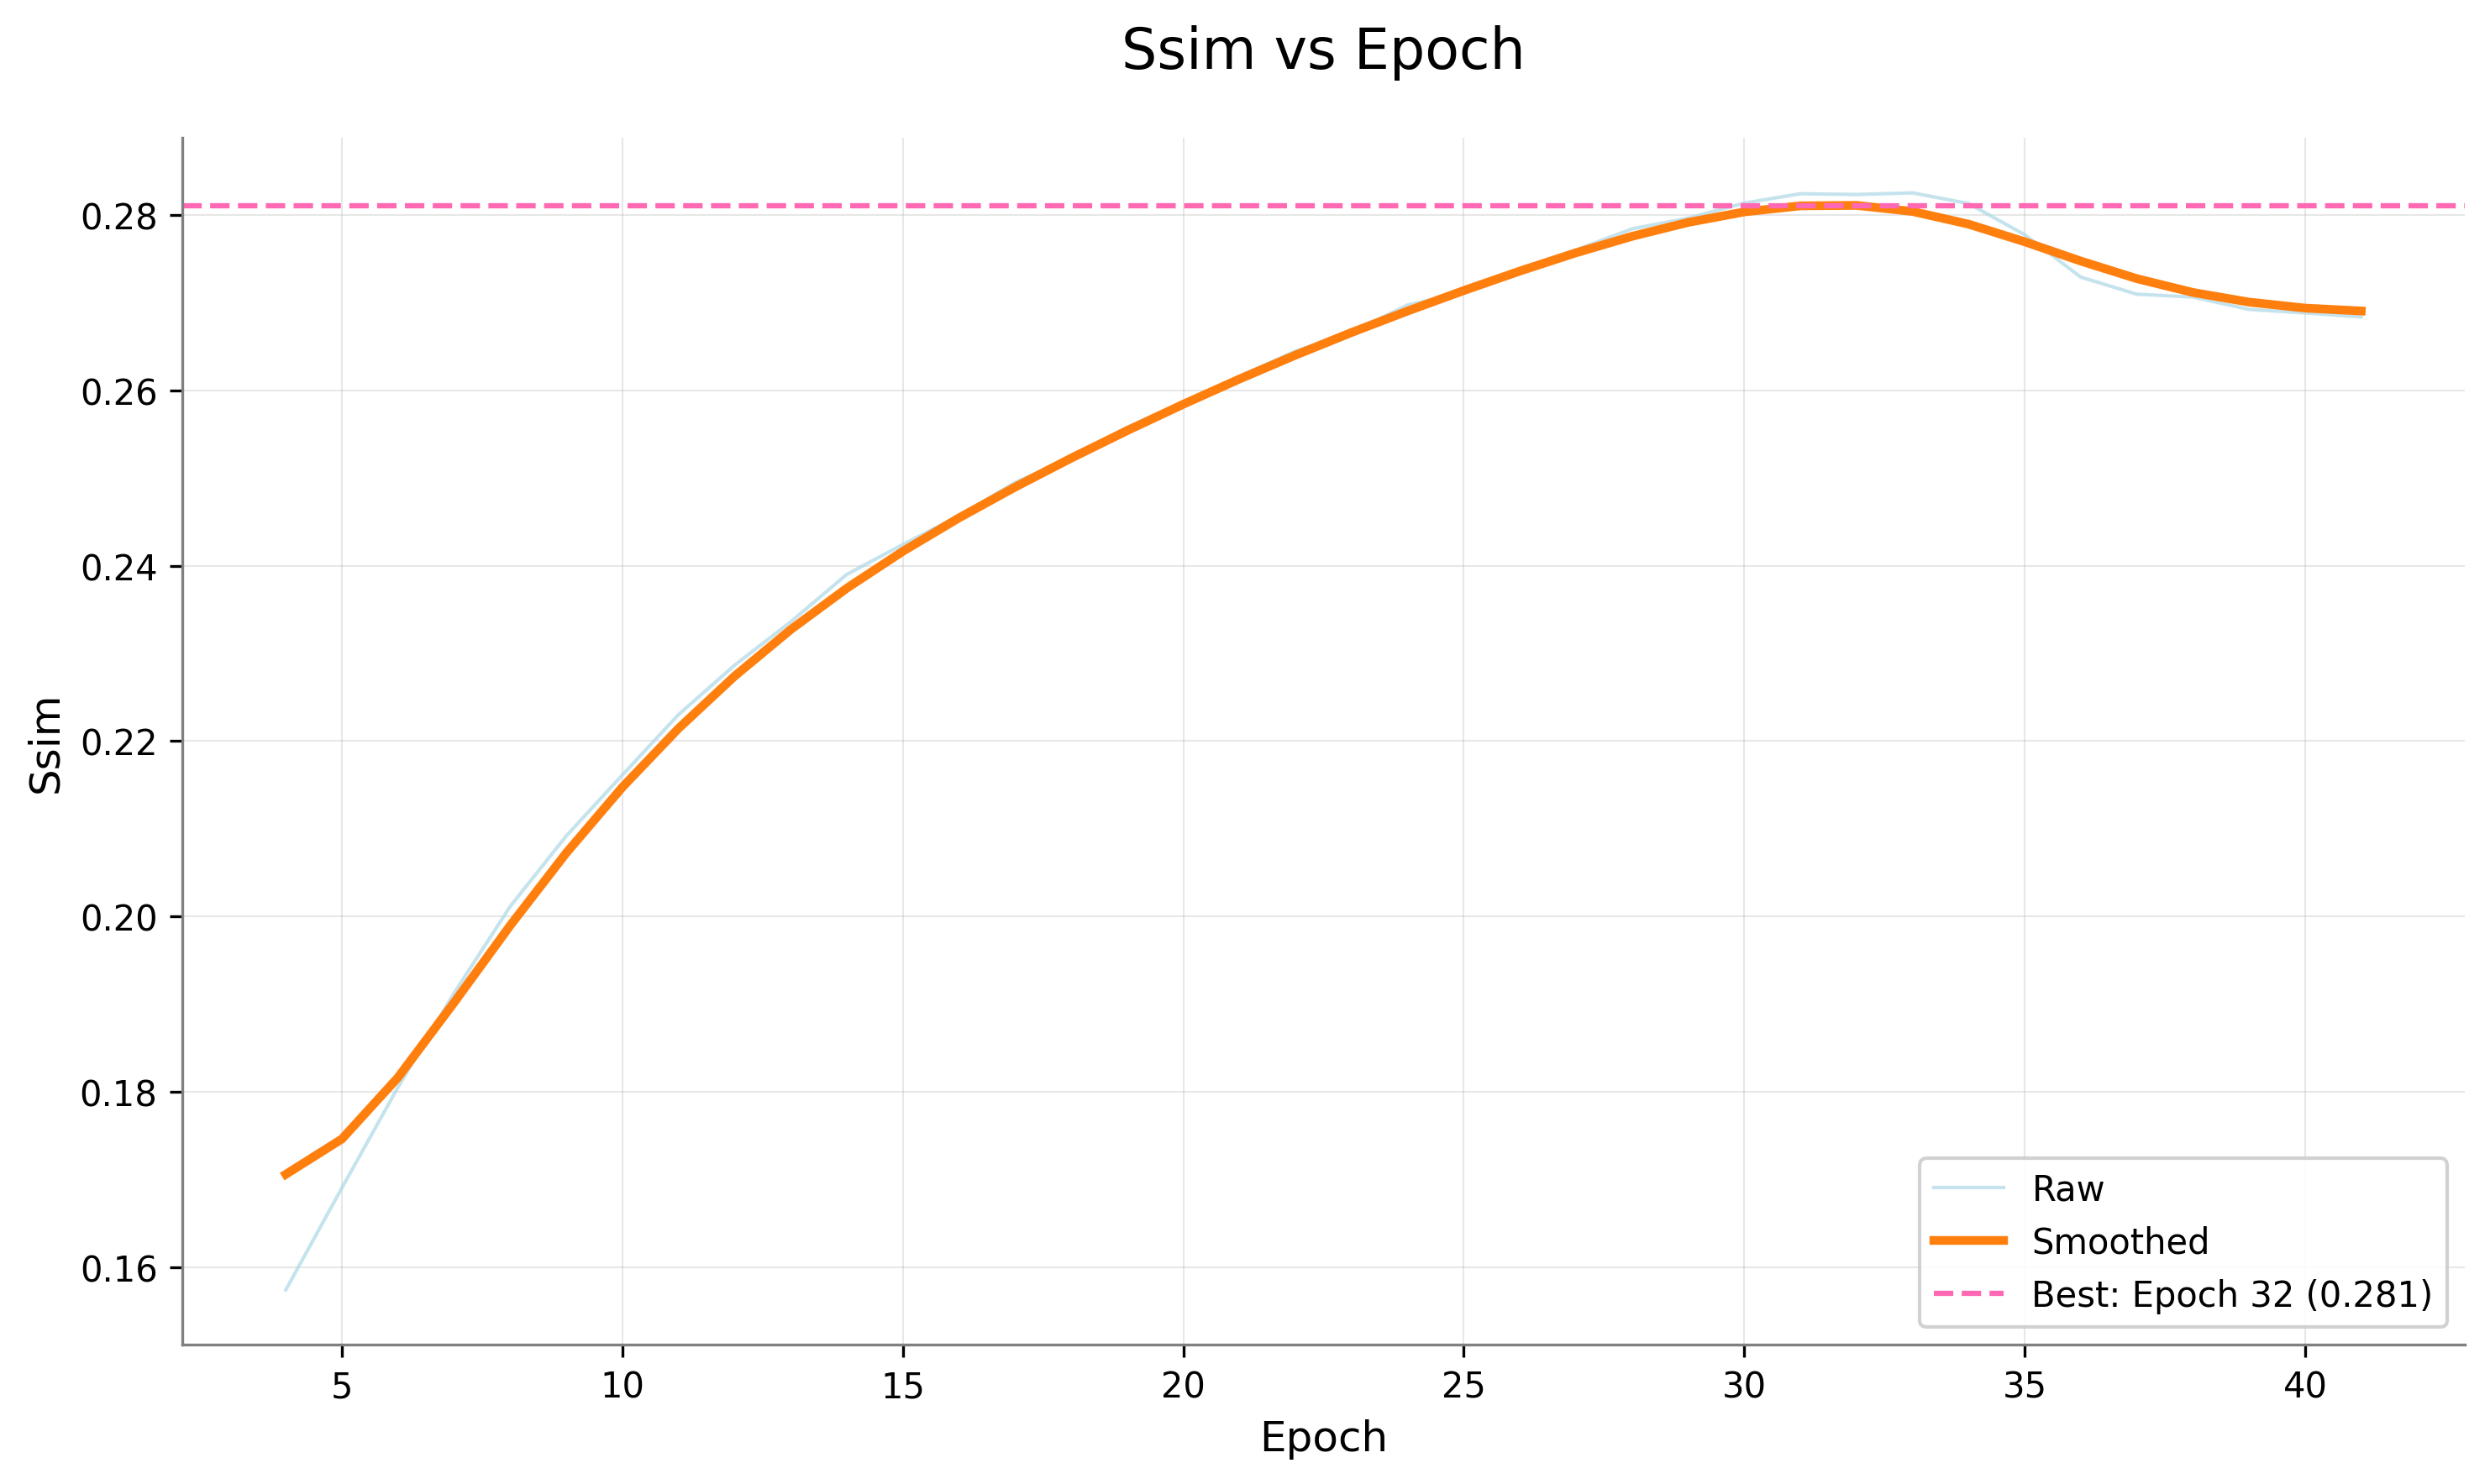 Ssim vs Epoch
Ssim
0.28
0.26
0.24
0.22
0.20
0.18
0.16
5 10 15 20 25 30 35 40
Epoch
Raw
Smoothed
Best: Epoch 32 (0.281)